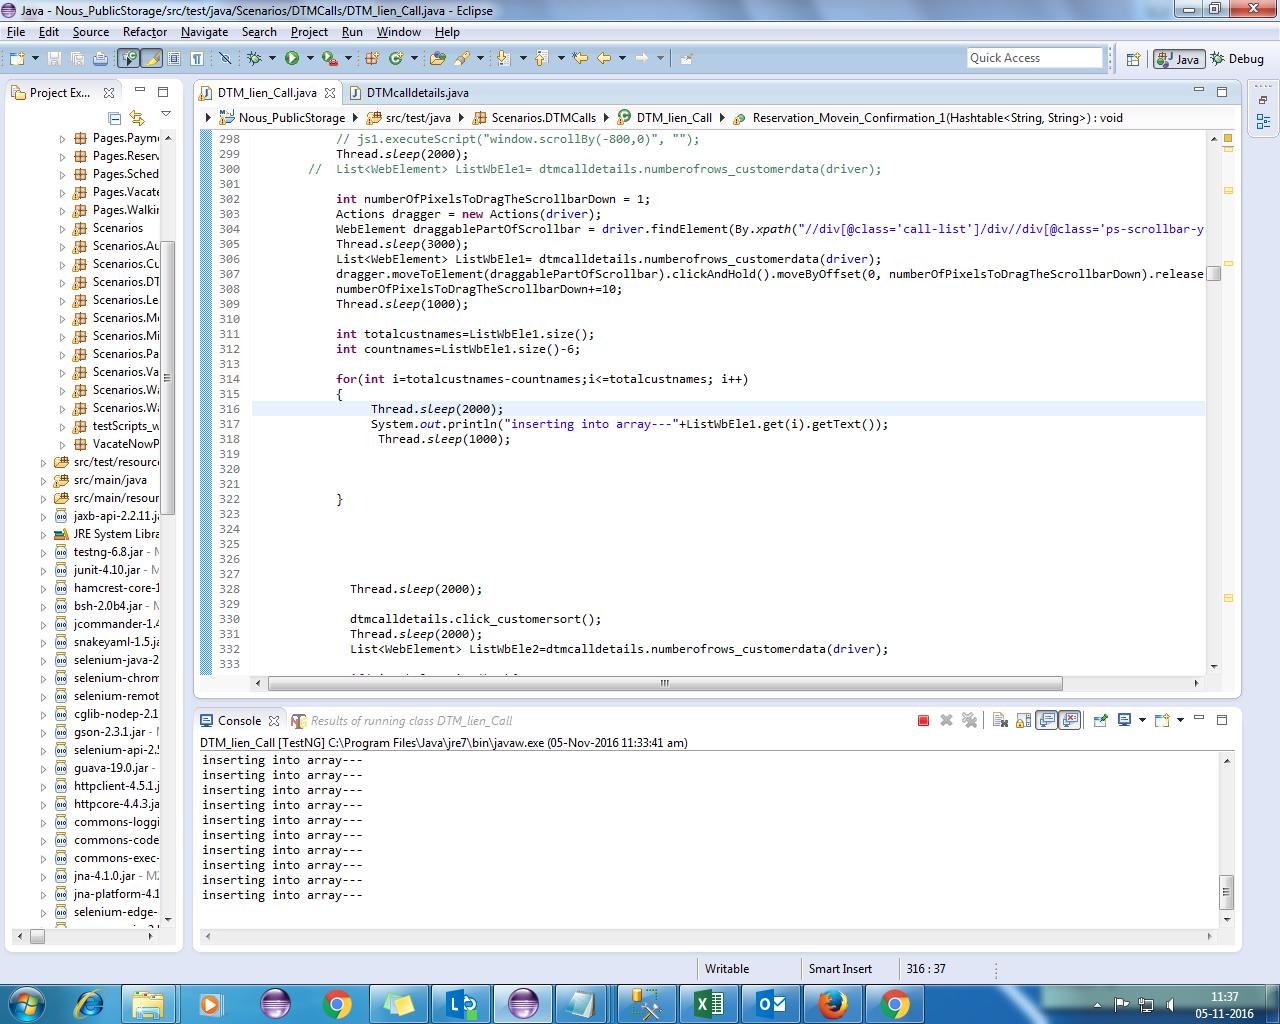 Java - Nous_PublicStorage/src/test/java/Scenarios/DTMCalls/DTM_lien_Call.java - Eclipse
File Edit Source Refactor Navigate Search Project Run Window Help
Quick Access
Java
Debug
Project Ex...
Pages.Paym
Pages.Reser
Pages.Sched
Pages.Vacate
Pages.Walkin
Scenarios
Scenarios.Au
Scenarios.Cu
Scenarios.DT
Scenarios.Le
Scenarios.Mo
Scenarios.Mi
Scenarios.Pa
Scenarios.Va
Scenarios.Wa
Scenarios.Wa
testScripts_w
VacateNowP
src/test/resourc
src/main/java
src/main/resour
jaxb-api-2.2.11.ja
JRE System Libra
testng-6.8.jar - M
junit-4.10.jar - M
hamcrest-core-1
bsh-2.0b4.jar - M
jcommander-1.4
snakeyaml-1.5.ja
selenium-java-2
selenium-chrom
selenium-remot
cglib-nodep-2.1
gson-2.3.1.jar - M
selenium-api-2.5
guava-19.0.jar -
httpclient-4.5.1.j
httpcore-4.4.3.ja
commons-loggi
commons-code
commons-exec-
jna-4.1.0.jar - M2
jna-platform-4.1
selenium-edge-
DTM_lien_Call.java
DTMcalldetails.java
Nous_PublicStorage src/test/java Scenarios.DTMCalls DTM_lien_Call Reservation_Movein_Confirmation_1(Hashtable<String, String>) : void
298 // js1.executeScript("window.scrollBy(-800,0)", "");
299 Thread.sleep(2000);
300 // List<WebElement> ListWbEle1= dtmcalldetails.numberofrows_customerdata(driver);
301
302 int numberOfPixelsToDragTheScrollbarDown = 1;
303 Actions dragger = new Actions(driver);
304 WebElement draggablePartOfScrollbar = driver.findElement(By.xpath("//div[@class='call-list']/div//div[@class='ps-scrollbar-y
305 Thread.sleep(3000);
306 List<WebElement> ListWbEle1= dtmcalldetails.numberofrows_customerdata(driver);
307 dragger.moveToElement(draggablePartOfScrollbar).clickAndHold().moveByOffset(0, numberOfPixelsToDragTheScrollbarDown).release
308 numberOfPixelsToDragTheScrollbarDown+=10;
309 Thread.sleep(1000);
310
311 int totalcustnames=ListWbEle1.size();
312 int countnames=ListWbEle1.size()-6;
313
314 for(int i=totalcustnames-countnames;i<=totalcustnames; i++)
315 {
316 Thread.sleep(2000);
317 System.out.println("inserting into array---"+ListWbEle1.get(i).getText());
318 Thread.sleep(1000);
319
320
321
322 }
323
324
325
326
327
328 Thread.sleep(2000);
329
330 dtmcalldetails.click_customersort();
331 Thread.sleep(2000);
332 List<WebElement> ListWbEle2=dtmcalldetails.numberofrows_customerdata(driver);
333
Console
Results of running class DTM_lien_Call
DTM_lien_Call [TestNG] C:\Program Files\Java\jre7\bin\javaw.exe (05-Nov-2016 11:33:41 am)
inserting into array---
inserting into array---
inserting into array---
inserting into array---
inserting into array---
inserting into array---
inserting into array---
inserting into array---
inserting into array---
inserting into array---
Writable
Smart Insert
316 : 37
11:37
05-11-2016